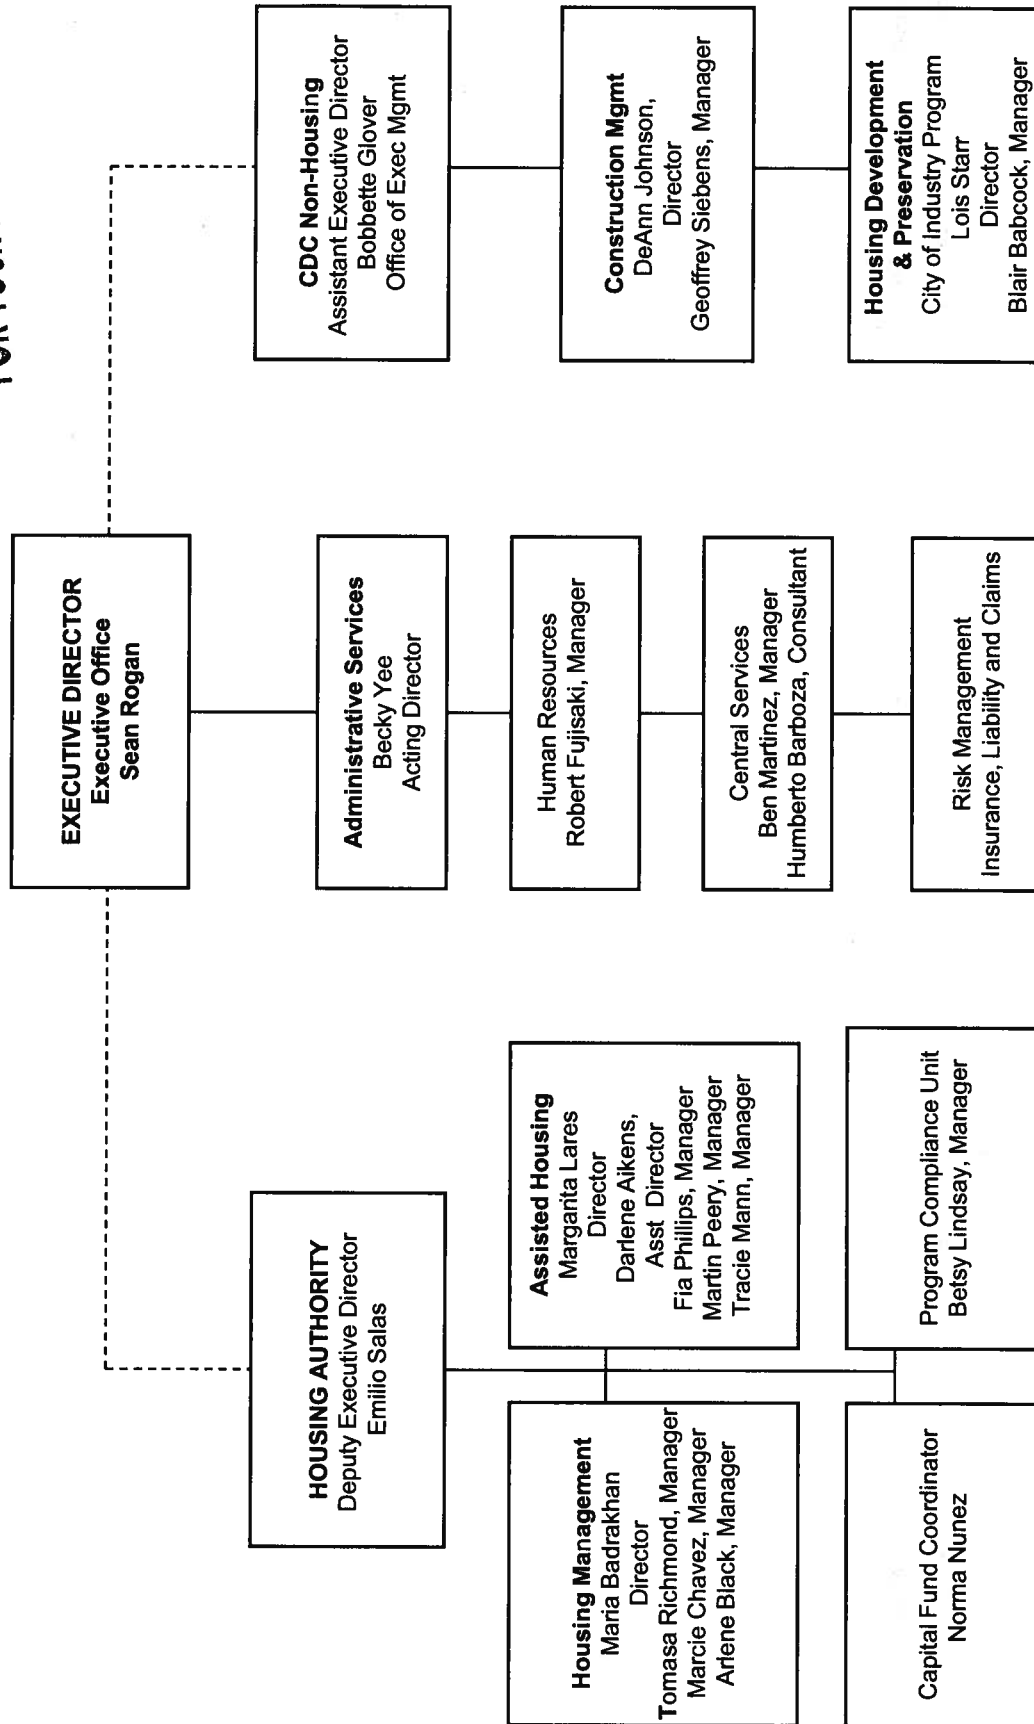 EXECUTIVE DIRECTOR
Executive Office
Sean Rogan
HOUSING AUTHORITY
Deputy Executive Director
Emilio Salas
Housing Management
Maria Badrakhan
Director
Tomasa Richmond, Manager
Marcie Chavez, Manager
Arlene Black, Manager
Assisted Housing
Margarita Lares
Director
Darlene Aikens,
Asst Director
Fia Phillips, Manager
Martin Peery, Manager
Tracie Mann, Manager
Capital Fund Coordinator
Norma Nunez
Program Compliance Unit
Betsy Lindsay, Manager
Administrative Services
Becky Yee
Acting Director
Human Resources
Robert Fujisaki, Manager
Central Services
Ben Martinez, Manager
Humberto Barboza, Consultant
Risk Management
Insurance, Liability and Claims
CDC Non-Housing
Assistant Executive Director
Bobbette Glover
Office of Exec Mgmt
Construction Mgmt
DeAnn Johnson,
Director
Geoffrey Siebens, Manager
Housing Development
& Preservation
City of Industry Program
Lois Starr
Director
Blair Babcock, Manager